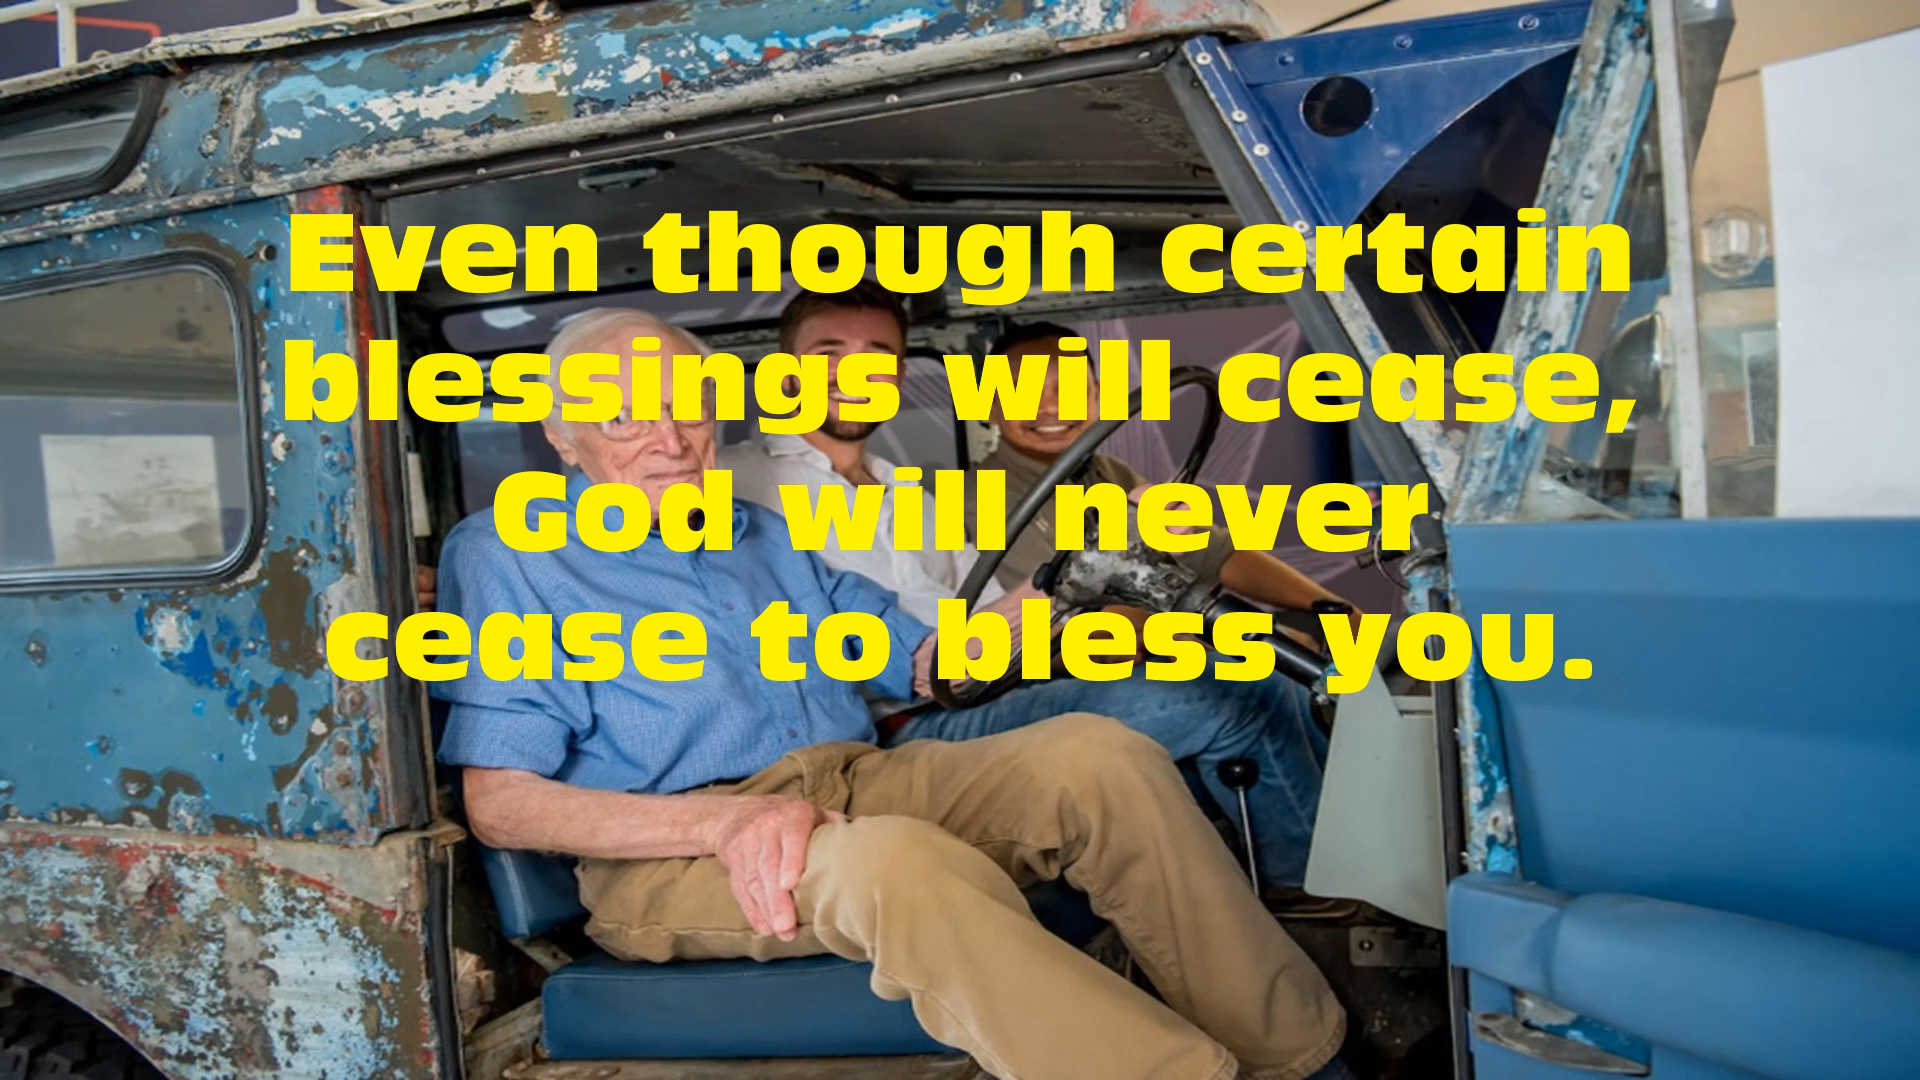 Even though certain
blessings will cease,
God will never
cease to bless you.